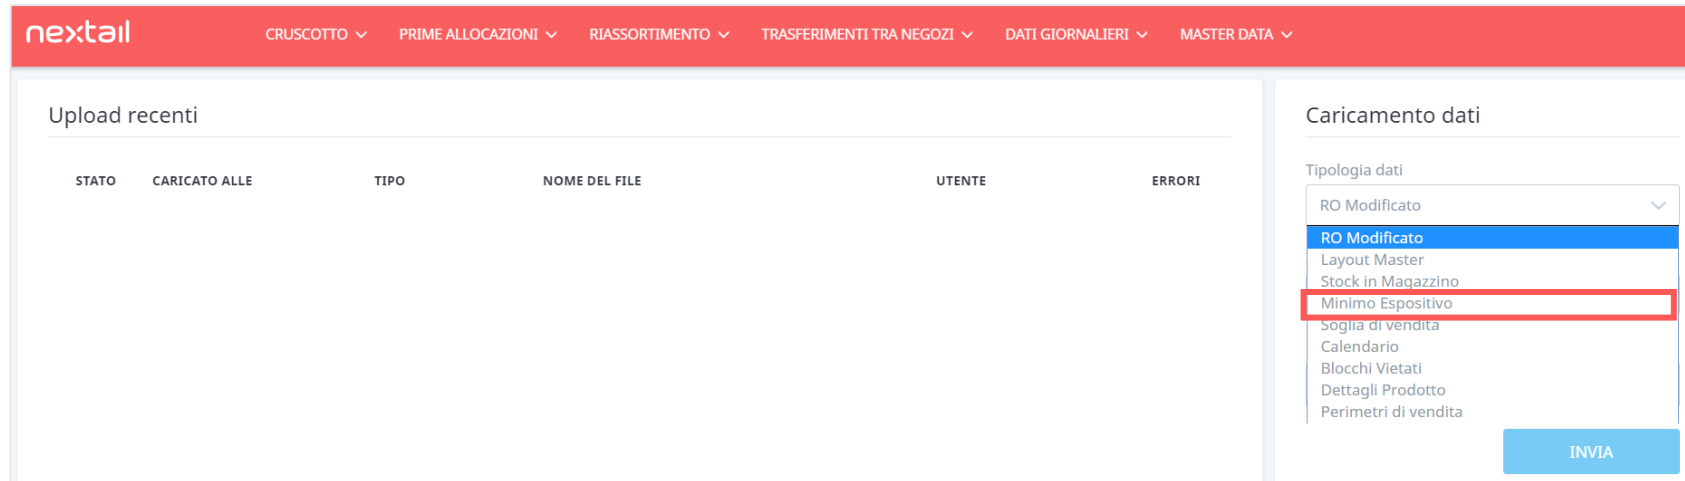 nextail
CRUSCOTTO PRIME ALLOCAZIONI RIASSORTIMENTO TRASFERIMENTI TRA NEGOZI DATI GIORNALIERI MASTER DATA
Upload recenti
STATO CARICATO ALLE TIPO NOME DEL FILE UTENTE ERRORI
Caricamento dati
Tipologia dati
RO Modificato
RO Modificato
Layout Master
Stock in Magazzino
Minimo Espositivo
Soglia di vendita
Calendario
Blocchi Vietati
Dettagli Prodotto
Perimetri di vendita
INVIA